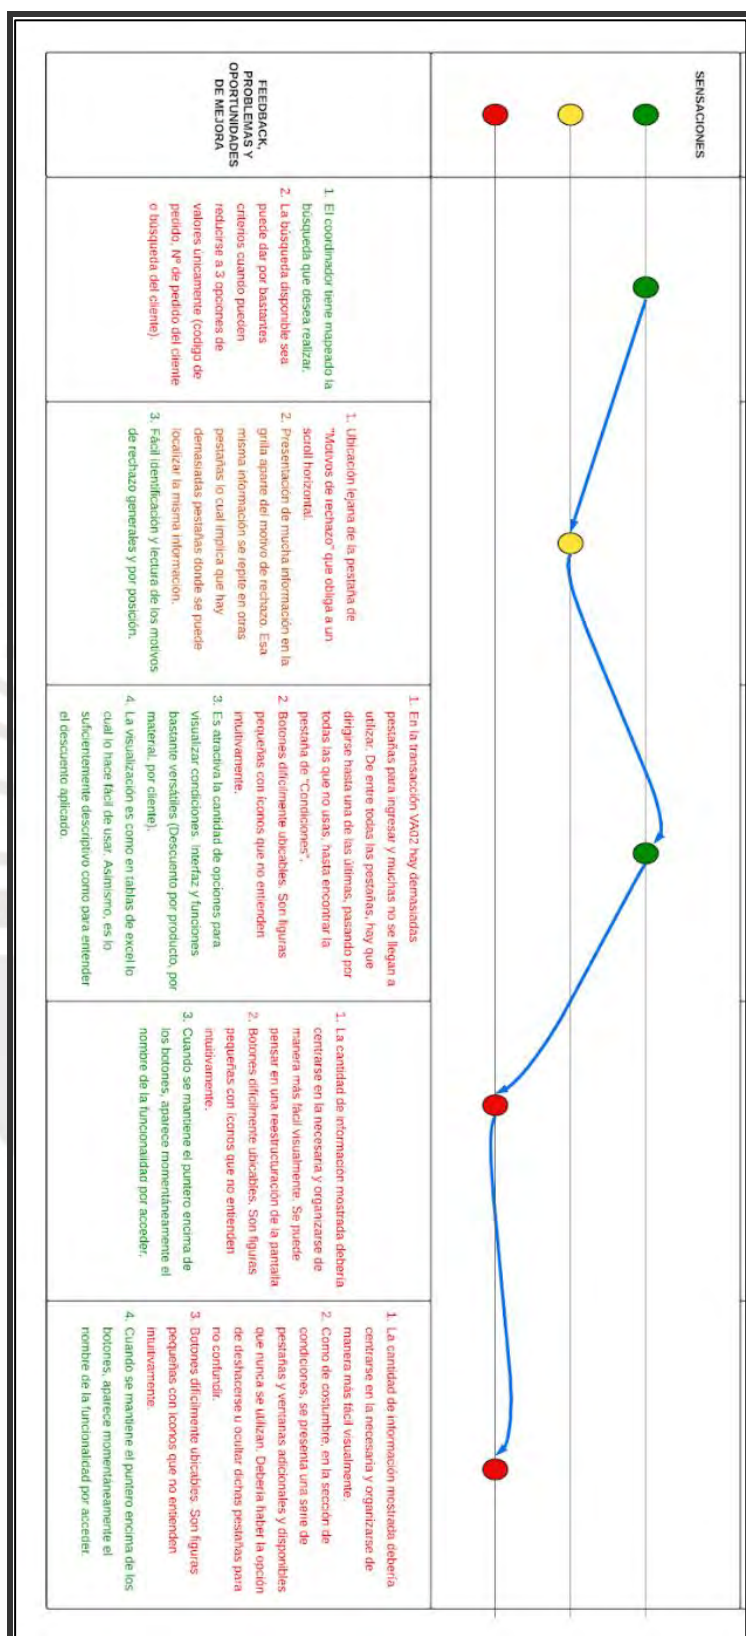 SENSACIONES
FEEDBACK,
PROBLEMAS Y
OPORTUNIDADES
DE MEJORA
1. El coordinador tiene mapeado la
búsqueda que desea realizar.
2. La búsqueda disponible sea
puede dar por bastantes
criterios cuando pueden
reducirse a 3 opciones de
valores únicamente (código de
pedido, Nº de pedido del cliente
o búsqueda del cliente).
1. Ubicación lejana de la pestaña de
"Motivos de rechazo" que obliga a un
scroll horizontal.
2. Presentación de mucha información en la
grilla aparte del motivo de rechazo. Esa
misma información se repite en otras
pestañas lo cual implica que hay
demasiadas pestañas donde se puede
localizar la misma información.
3. Fácil identificación y lectura de los motivos
de rechazo generales y por posición.
1. En la transacción VA02 hay demasiadas
pestañas para ingresar y muchas no se llegan a
utilizar. De entre todas las pestañas, hay que
dirigirse hasta una de las últimas, pasando por
todas las que no usas, hasta encontrar la
pestaña de "Condiciones".
2. Botones difícilmente ubicables. Son figuras
pequeñas con íconos que no entienden
intuitivamente.
3. Es atractiva la cantidad de opciones para
visualizar condiciones. Interfaz y funciones
bastante versátiles (Descuento por producto, por
material, por cliente).
4. La visualización es como en tablas de excel lo
cual lo hace fácil de usar. Asimismo, es lo
suficientemente descriptivo como para entender
el descuento aplicado.
1. La cantidad de información mostrada debería
centrarse en la necesaria y organizarse de
manera más fácil visualmente. Se puede
pensar en una reestructuración de la pantalla
2. Botones difícilmente ubicables. Son figuras
pequeñas con íconos que no entienden
intuitivamente.
3. Cuando se mantiene el puntero encima de
los botones, aparece momentáneamente el
nombre de la funcionalidad por acceder.
1. La cantidad de información mostrada debería
centrarse en la necesaria y organizarse de
manera más fácil visualmente.
2. Como de costumbre, en la sección de
condiciones, se presenta una serie de
pestañas y ventanas adicionales y disponibles
que nunca se utilizan. Debería haber la opción
de deshacerse u ocultar dichas pestañas para
no confundir.
3. Botones difícilmente ubicables. Son figuras
pequeñas con íconos que no entienden
intuitivamente.
4. Cuando se mantiene el puntero encima de los
botones, aparece momentáneamente el
nombre de la funcionalidad por acceder.